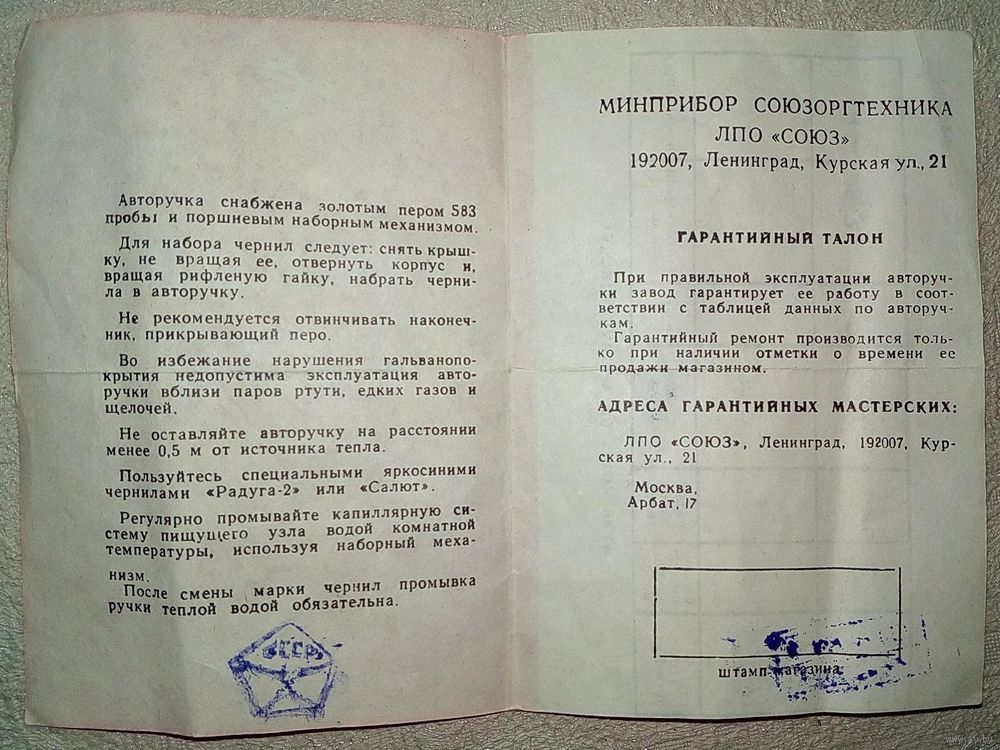 Авторучка снабжена золотым пером 583
пробы и поршневым наборным механизмом.
Для набора чернил следует: снять крыш-
ку, не вращая ее, отвернуть корпус и,
вращая рифленую гайку, набрать черни-
ла в авторучку.
Не рекомендуется отвинчивать наконеч-
ник, прикрывающий перо.
Во избежание нарушения гальванопо-
крытия недопустима эксплуатация авто-
ручки вблизи паров ртути, едких газов и
щелочей.
Не оставляйте авторучку на расстоянии
менее 0,5 м от источника тепла.
Пользуйтесь специальными яркосиними
чернилами «Радуга-2» или «Салют».
Регулярно промывайте капиллярную си-
стему пищущего узла водой комнатной
температуры, используя наборный меха-
низм.
После смены марки чернил промывка
ручки теплой водой обязательна.
СССР
МИНПРИБОР СОЮЗОРГТЕХНИКА
ЛПО «СОЮЗ»
192007, Ленинград, Курская ул., 21
ГАРАНТИЙНЫЙ ТАЛОН
При правильной эксплуатации авторуч-
ки завод гарантирует ее работу в соот-
ветствии с таблицей данных по авторуч-
кам.
Гарантийный ремонт производится толь-
ко при наличии отметки о времени ее
продажи магазином.
АДРЕСА ГАРАНТИЙНЫХ МАСТЕРСКИХ:
ЛПО «СОЮЗ», Ленинград, 192007, Кур-
ская ул., 21
Москва,
Арбат, 17
штамп магазина